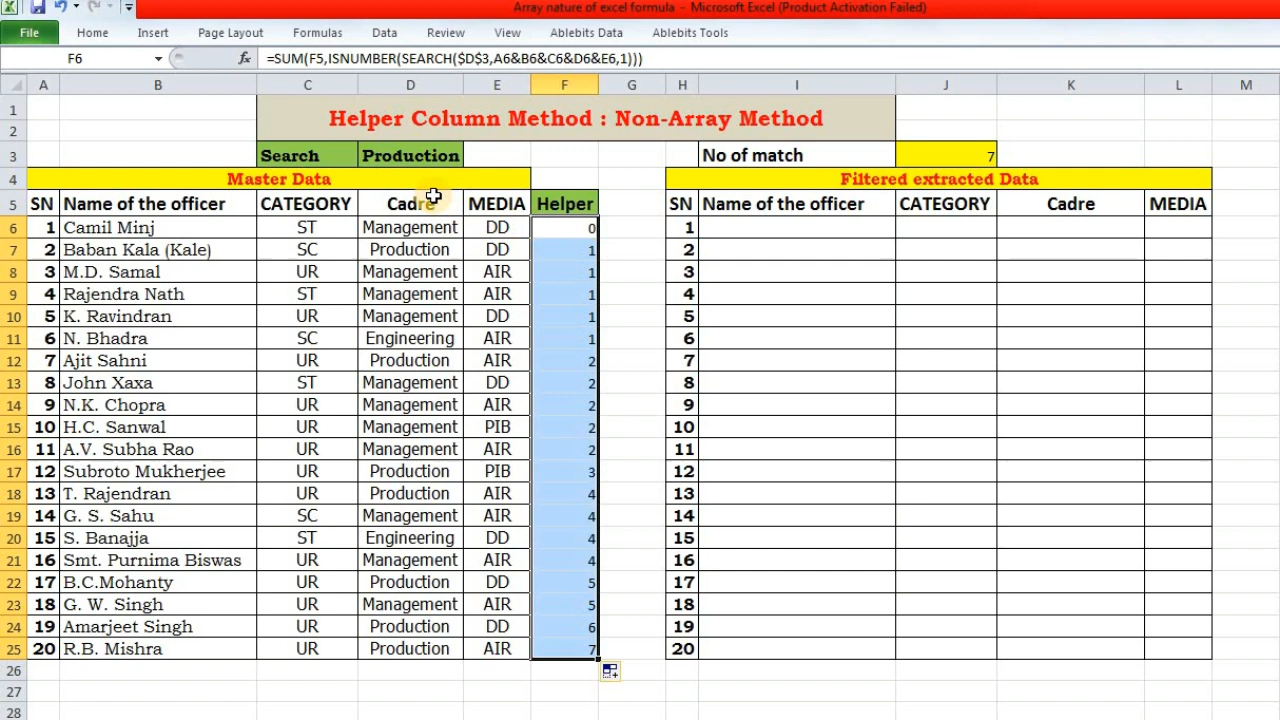 Array nature of excel formula - Microsoft Excel (Product Activation Failed)
File Home Insert Page Layout Formulas Data Review View Ablebits Data Ablebits Tools
F6 fx =SUM(F5,ISNUMBER(SEARCH($D$3,A6&B6&C6&D6&E6,1)))
A B C D E F G H I J K L M
1 Helper Column Method : Non-Array Method
2
3 Search Production No of match 7
4 Master Data Filtered extracted Data
5 SN Name of the officer CATEGORY Cadre MEDIA Helper SN Name of the officer CATEGORY Cadre MEDIA
6 1 Camil Minj ST Management DD 0 1
7 2 Baban Kala (Kale) SC Production DD 1 2
8 3 M.D. Samal UR Management AIR 1 3
9 4 Rajendra Nath ST Management AIR 1 4
10 5 K. Ravindran UR Management DD 1 5
11 6 N. Bhadra SC Engineering AIR 1 6
12 7 Ajit Sahni UR Production AIR 2 7
13 8 John Xaxa ST Management DD 2 8
14 9 N.K. Chopra UR Management AIR 2 9
15 10 H.C. Sanwal UR Management PIB 2 10
16 11 A.V. Subha Rao UR Management AIR 2 11
17 12 Subroto Mukherjee UR Production PIB 3 12
18 13 T. Rajendran UR Production AIR 4 13
19 14 G. S. Sahu SC Management AIR 4 14
20 15 S. Banajja ST Engineering DD 4 15
21 16 Smt. Purnima Biswas UR Management AIR 4 16
22 17 B.C.Mohanty UR Production DD 5 17
23 18 G. W. Singh UR Management AIR 5 18
24 19 Amarjeet Singh UR Production DD 6 19
25 20 R.B. Mishra UR Production AIR 7 20
26
27
28